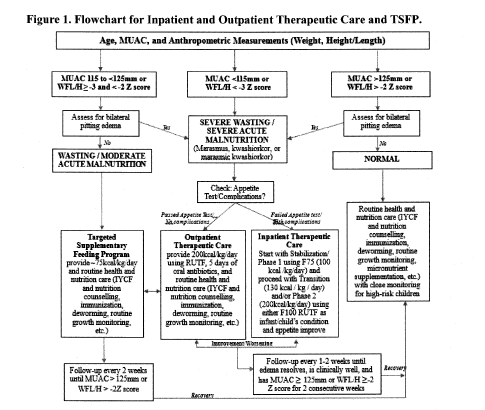 Figure 1. Flowchart for Inpatient and Outpatient Therapeutic Care and TSFP.
Age, MUAC, and Anthropometric Measurements (Weight, Height/Length)
MUAC 115 to <125mm or
WFL/H ≥ -3 and < -2 Z score
MUAC <115mm or
WFL/H < -3 Z score
MUAC >125mm or
WFL/H > -2 Z score
Assess for bilateral
pitting edema
Yes
SEVERE WASTING /
SEVERE ACUTE
MALNUTRITION
(Merasmus, kwashiorkor, or
marasmic kwashiorkor)
Yes
Assess for bilateral
pitting edema
No
No
WASTING / MODERATE
ACUTE MALNUTRITION
NORMAL
Check: Appetite
Test/Complications?
Passed Appetite Test/
No complications
Failed Appetite test/
complications
Targeted
Supplementary
Feeding Program
provide ~75kcal/kg/day
and routine health and
nutrition care (IYCF
and nutrition
counselling,
immunization,
deworming, routine
growth monitoring,
etc.)
Outpatient
Therapeutic Care
provide 200kcal/kg/day
using RUTF, 5 days of
oral antibiotics, and
routine health and
nutrition care (IYCF and
nutrition counselling,
immunization,
deworming, routine
growth monitoring, etc.)
Inpatient Therapeutic
Care
Start with Stabilization/
Phase 1 using F75 (100
kcal /kg/day) and
proceed with Transition
(130 kcal / kg / day)
and/or Phase 2
(200kcal/kg/day) using
either F100 RUTF as
infant/child's condition
and appetite improve
Routine health and
nutrition care (IYCF
and nutrition
counselling,
immunization,
deworming, routine
growth monitoring,
micronutrient
supplementation, etc.)
with close monitoring
for high-risk children
Improvement Worsening
Follow-up every 2 weeks
until MUAC > 125mm or
WFL/H > -2Z score
Follow-up every 1-2 weeks until
edema resolves, is clinically well, and
has MUAC ≥ 125mm or WFL/H ≥-2
Z score for 2 consecutive weeks
Recovery
Recovery